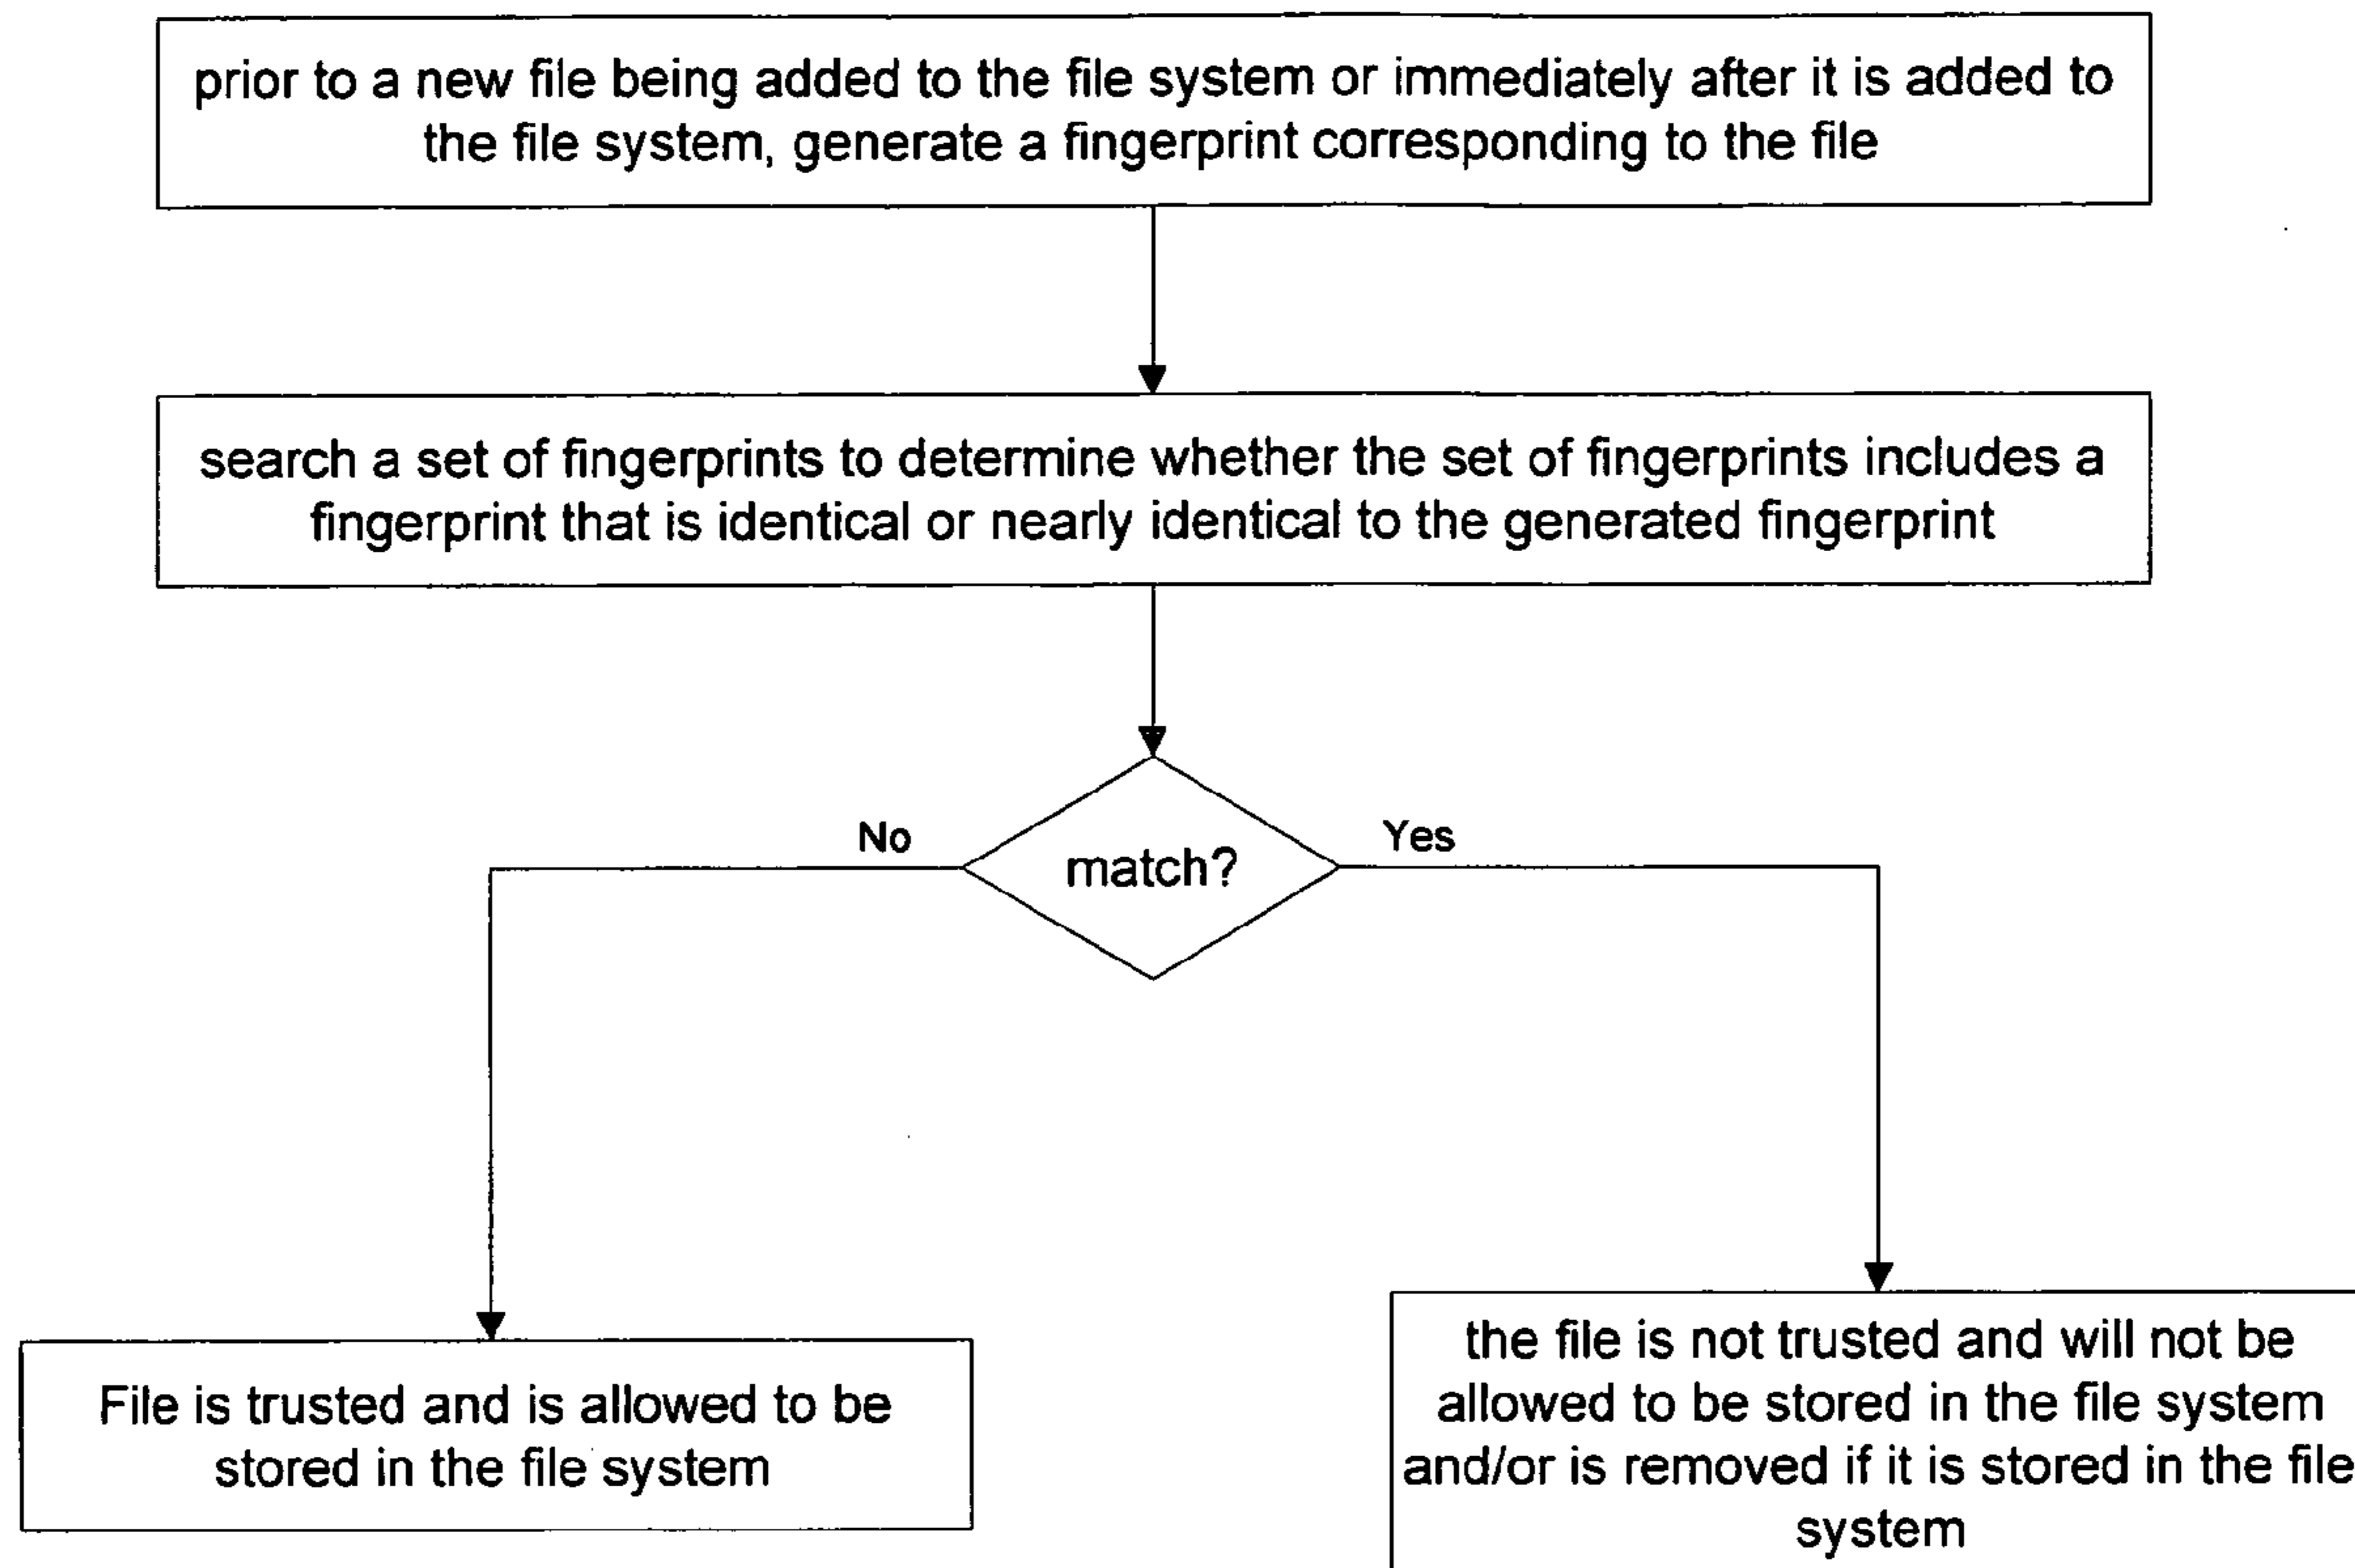 prior to a new file being added to the file system or immediately after it is added to
the file system, generate a fingerprint corresponding to the file
search a set of fingerprints to determine whether the set of fingerprints includes a
fingerprint that is identical or nearly identical to the generated fingerprint
No
match?
Yes
File is trusted and is allowed to be
stored in the file system
the file is not trusted and will not be
allowed to be stored in the file system
and/or is removed if it is stored in the file
system